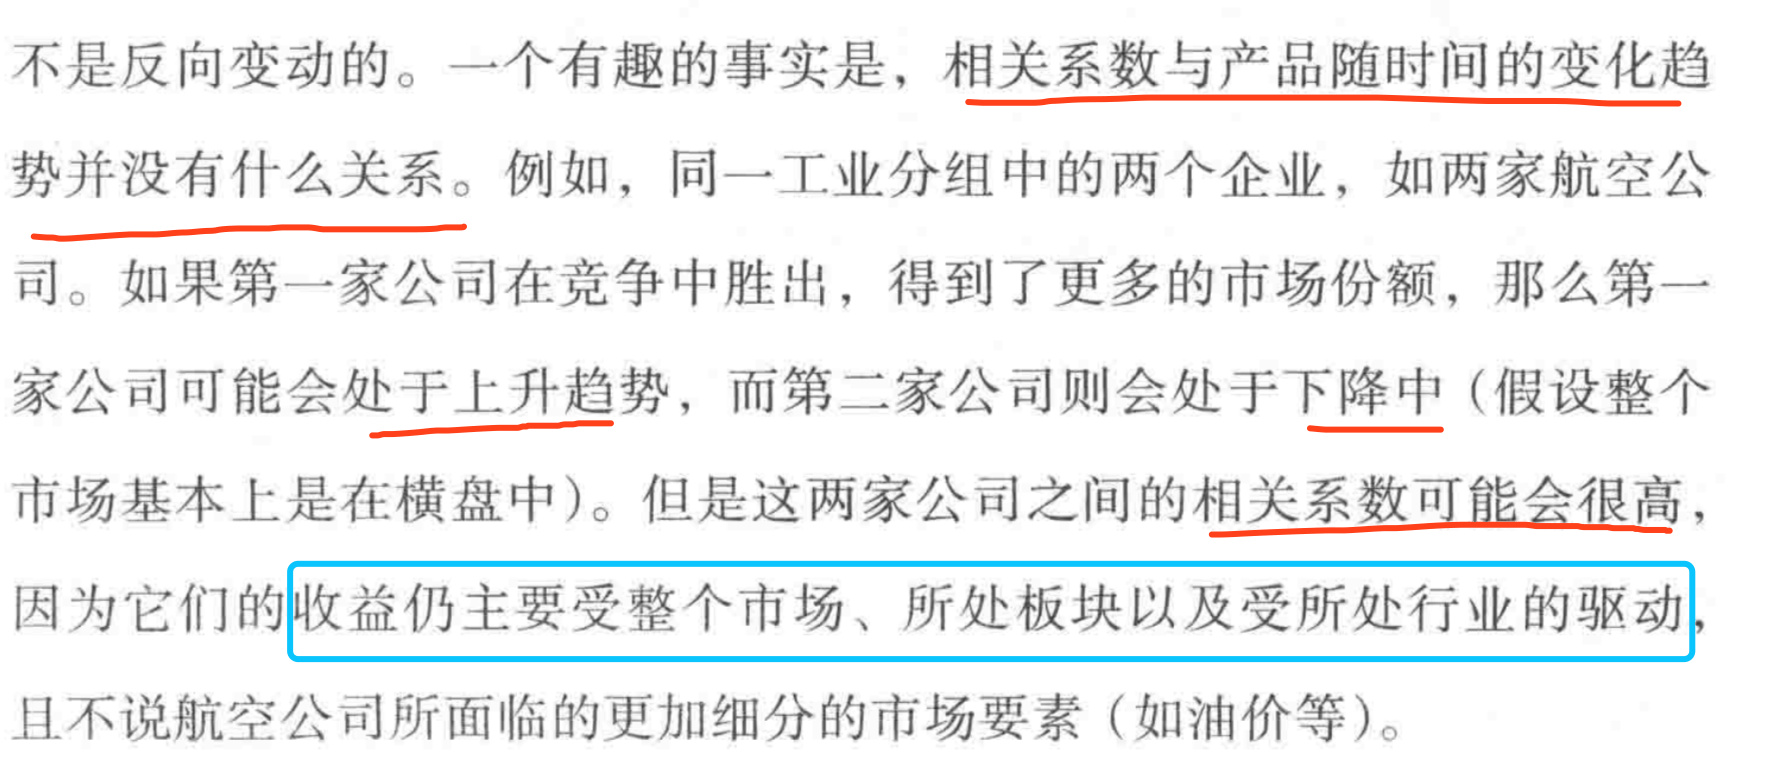 不是反向变动的。一个有趣的事实是，相关系数与产品随时间的变化趋
势并没有什么关系。例如，同一工业分组中的两个企业，如两家航空公
司。如果第一家公司在竞争中胜出，得到了更多的市场份额，那么第一
家公司可能会处于上升趋势，而第二家公司则会处于下降中（假设整个
市场基本上是在横盘中）。但是这两家公司之间的相关系数可能会很高，
因为它们的收益仍主要受整个市场、所处板块以及受所处行业的驱动，
且不说航空公司所面临的更加细分的市场要素（如油价等）。